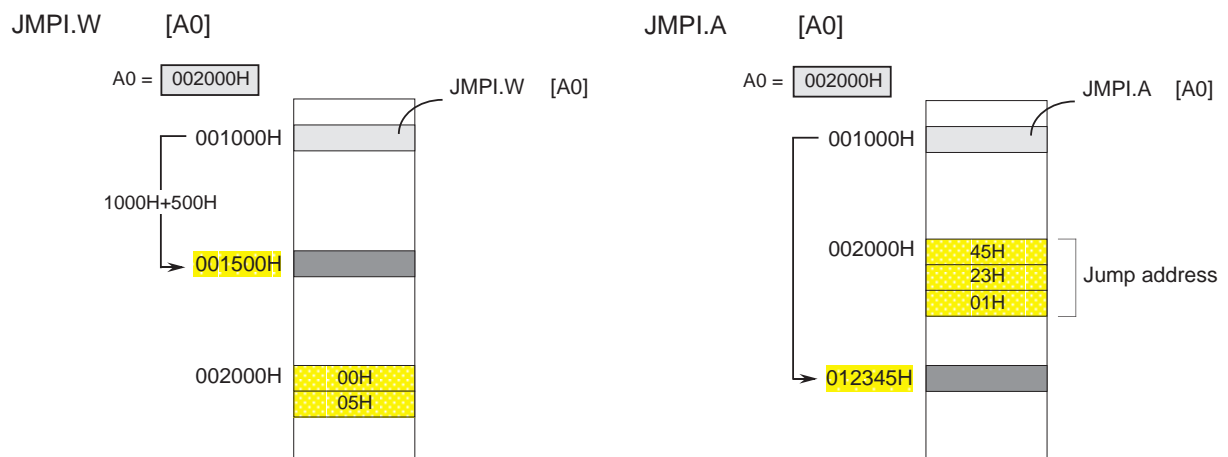 JMPI.W [A0]
A0 = 002000H
JMPI.W [A0]
001000H
1000H+500H
001500H
002000H
00H
05H
JMPI.A [A0]
A0 = 002000H
JMPI.A [A0]
001000H
002000H
45H
23H
01H
Jump address
012345H